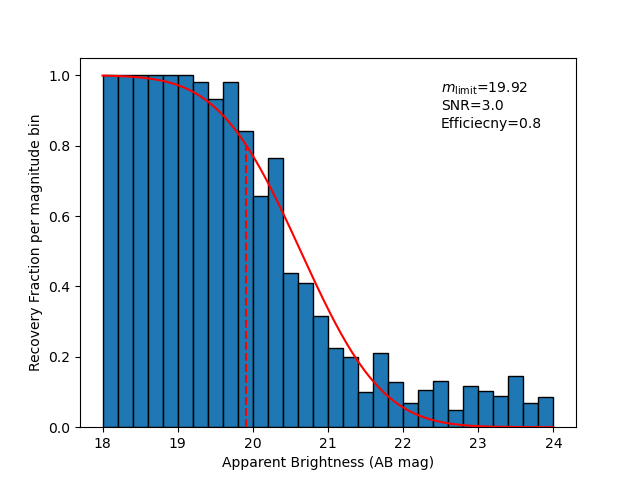 1.0
0.8
0.6
0.4
0.2
0.0
Recovery Fraction per magnitude bin
m_limit=19.92
SNR=3.0
Efficiecny=0.8
18 19 20 21 22 23 24
Apparent Brightness (AB mag)